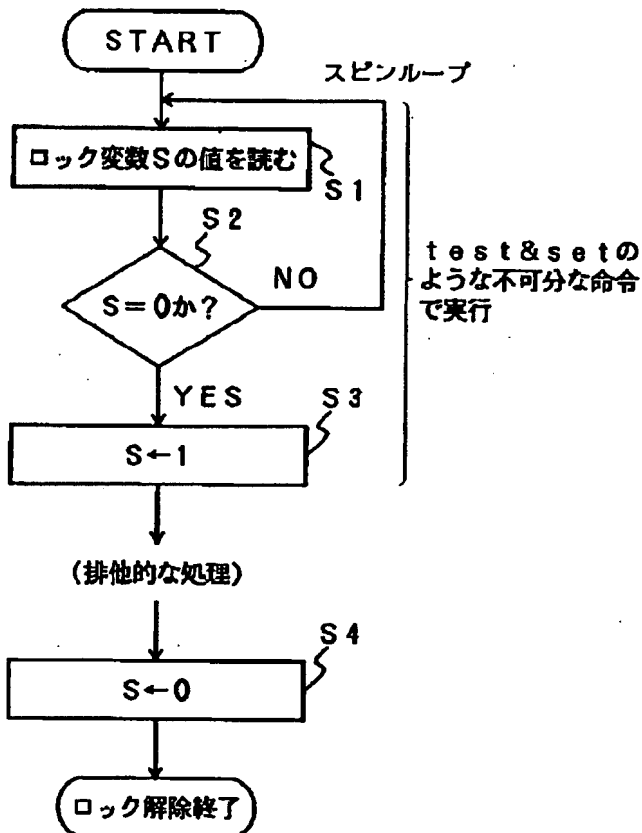 START
スピンループ
ロック変数Sの値を読む
S1
S2
S=0か?
NO
test&setの
ような不可分な命令
で実行
YES
S3
S←1
(排他的な処理)
S4
S←0
ロック解除終了